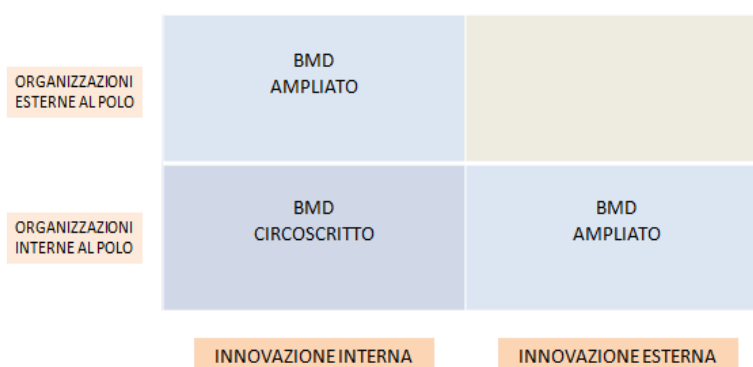 BMD
AMPLIATO
ORGANIZZAZIONI
ESTERNE AL POLO
BMD
CIRCOSCRITTO
BMD
AMPLIATO
ORGANIZZAZIONI
INTERNE AL POLO
INNOVAZIONE INTERNA
INNOVAZIONE ESTERNA